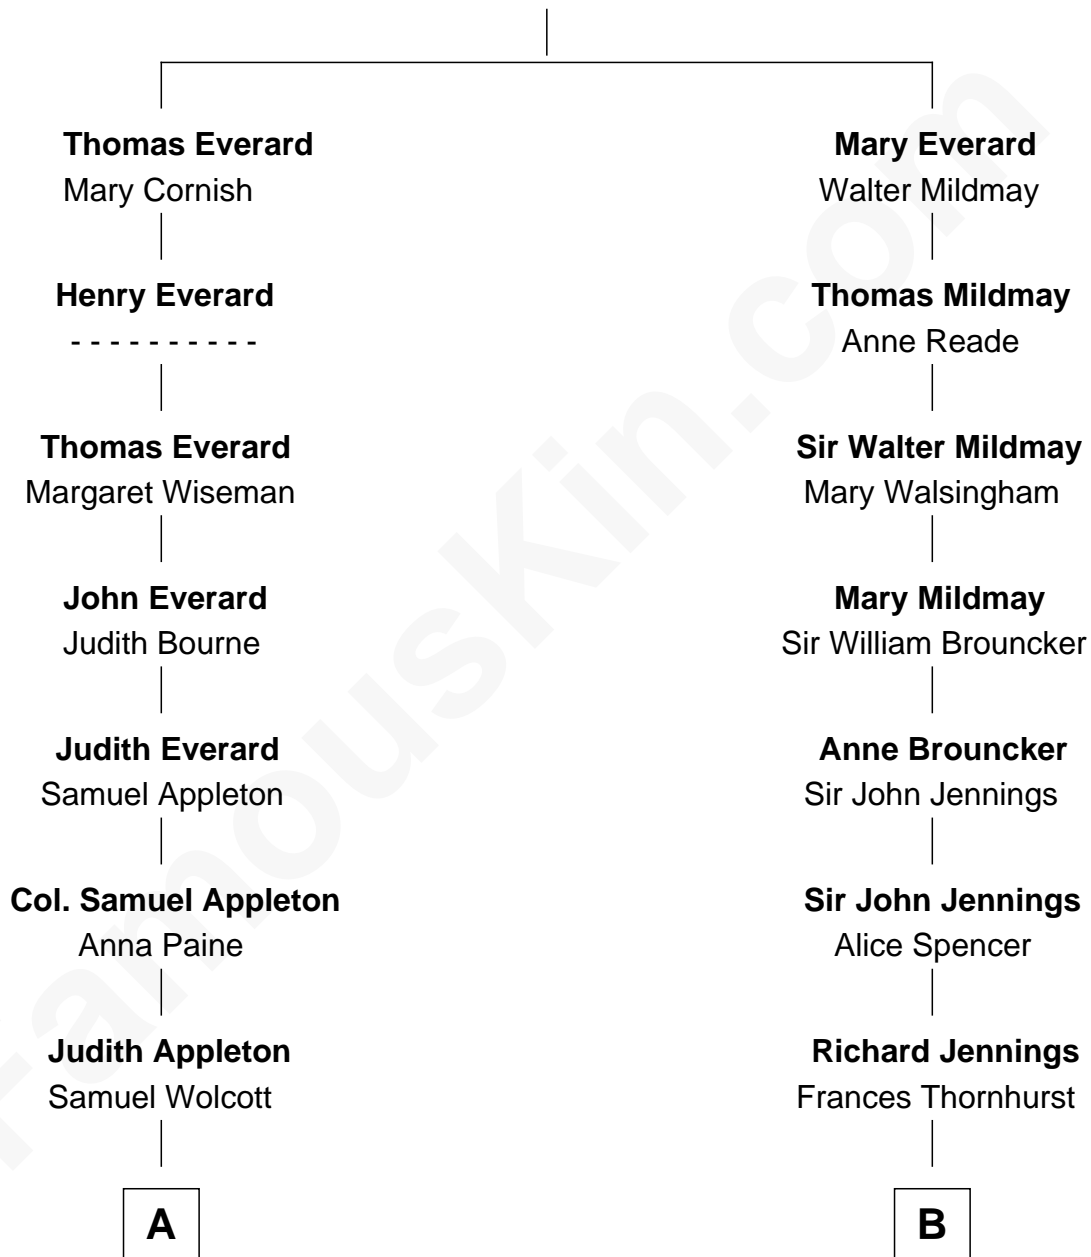 Thomas Everard
Mary Cornish
Henry Everard
- - - - - - - - - -
Thomas Everard
Margaret Wiseman
John Everard
Judith Bourne
Judith Everard
Samuel Appleton
Col. Samuel Appleton
Anna Paine
Judith Appleton
Samuel Wolcott
A
Mary Everard
Walter Mildmay
Thomas Mildmay
Anne Reade
Sir Walter Mildmay
Mary Walsingham
Mary Mildmay
Sir William Brouncker
Anne Brouncker
Sir John Jennings
Sir John Jennings
Alice Spencer
Richard Jennings
Frances Thornhurst
B
FamousKin.com